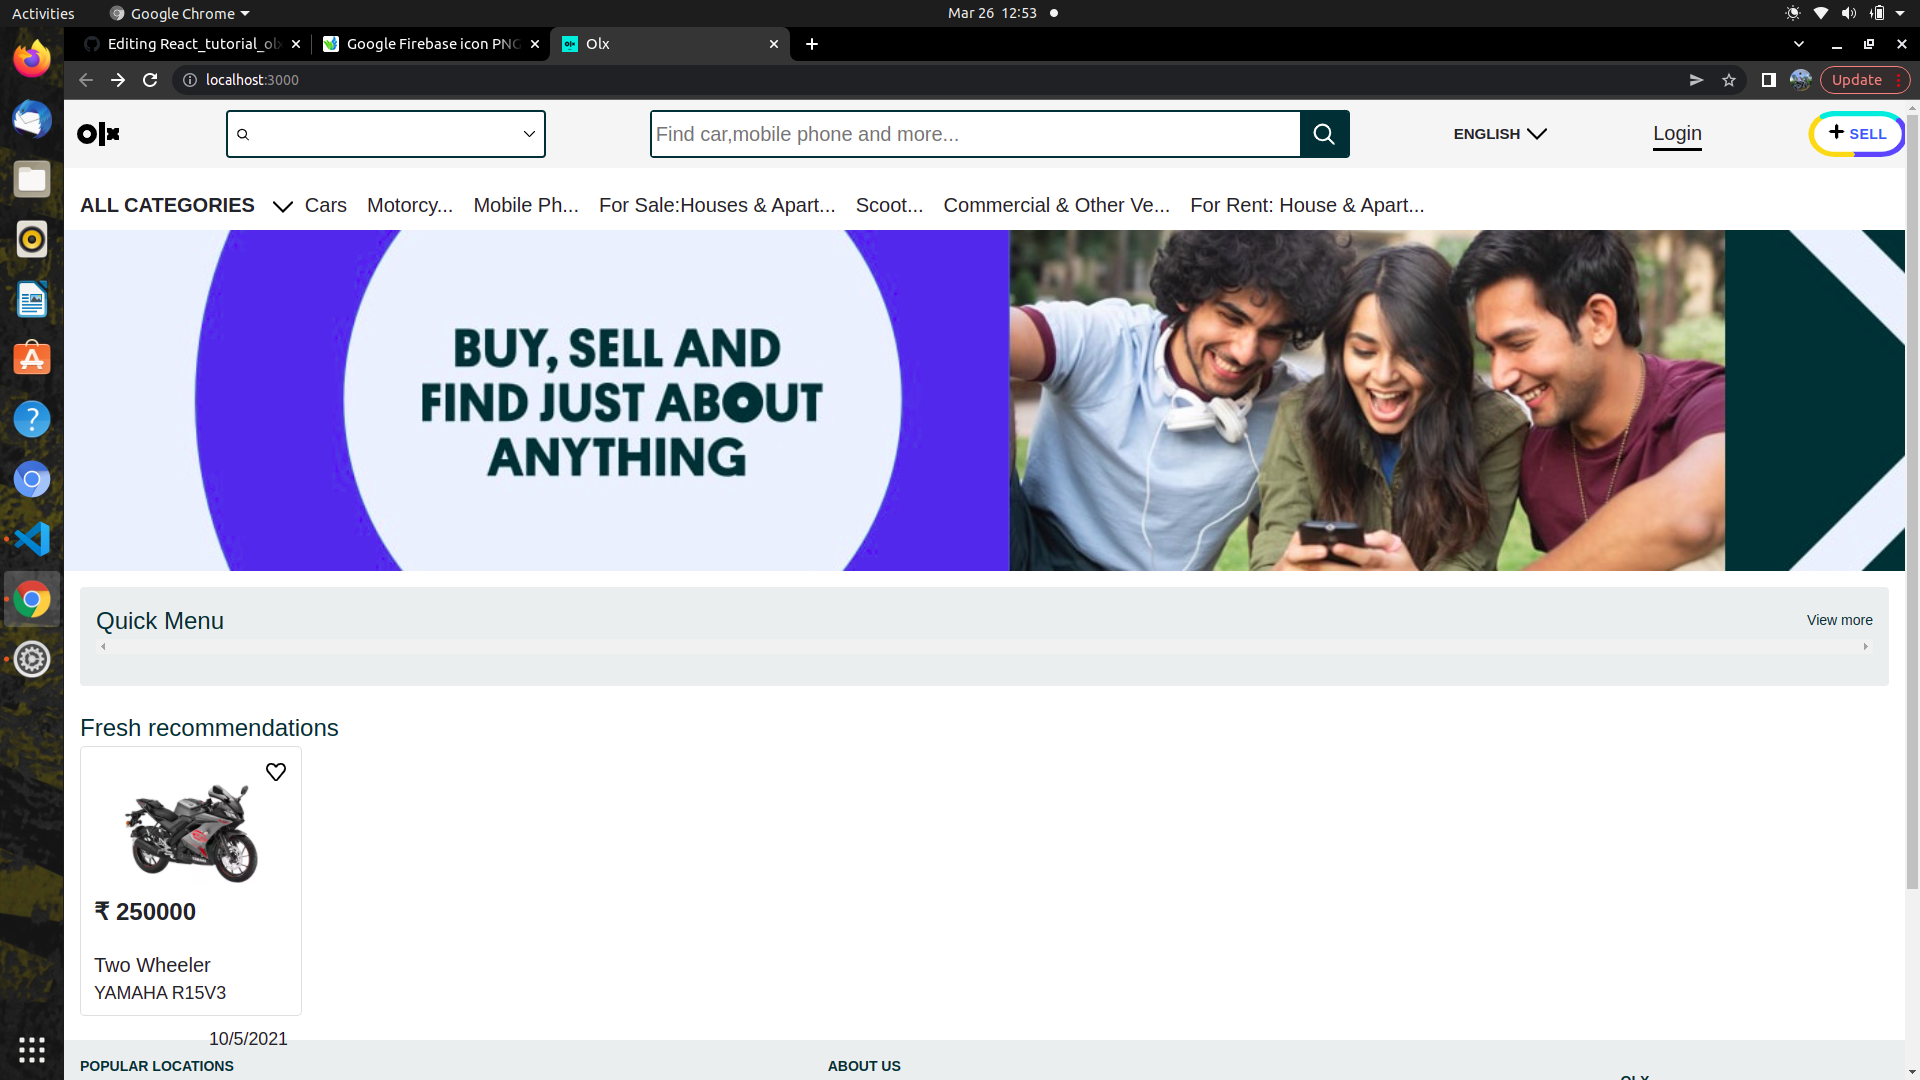 Activities
Google Chrome
Mar 26 12:53
Editing React_tutorial_ol
Google Firebase icon PNG
Olx
localhost:3000
Update
olx
Find car,mobile phone and more...
ENGLISH
Login
SELL
ALL CATEGORIES
Cars
Motorcy...
Mobile Ph...
For Sale:Houses & Apart...
Scoot...
Commercial & Other Ve...
For Rent: House & Apart...
BUY, SELL AND
FIND JUST ABOUT
ANYTHING
Quick Menu
View more
Fresh recommendations
₹ 250000
Two Wheeler
YAMAHA R15V3
10/5/2021
POPULAR LOCATIONS
ABOUT US
OLX